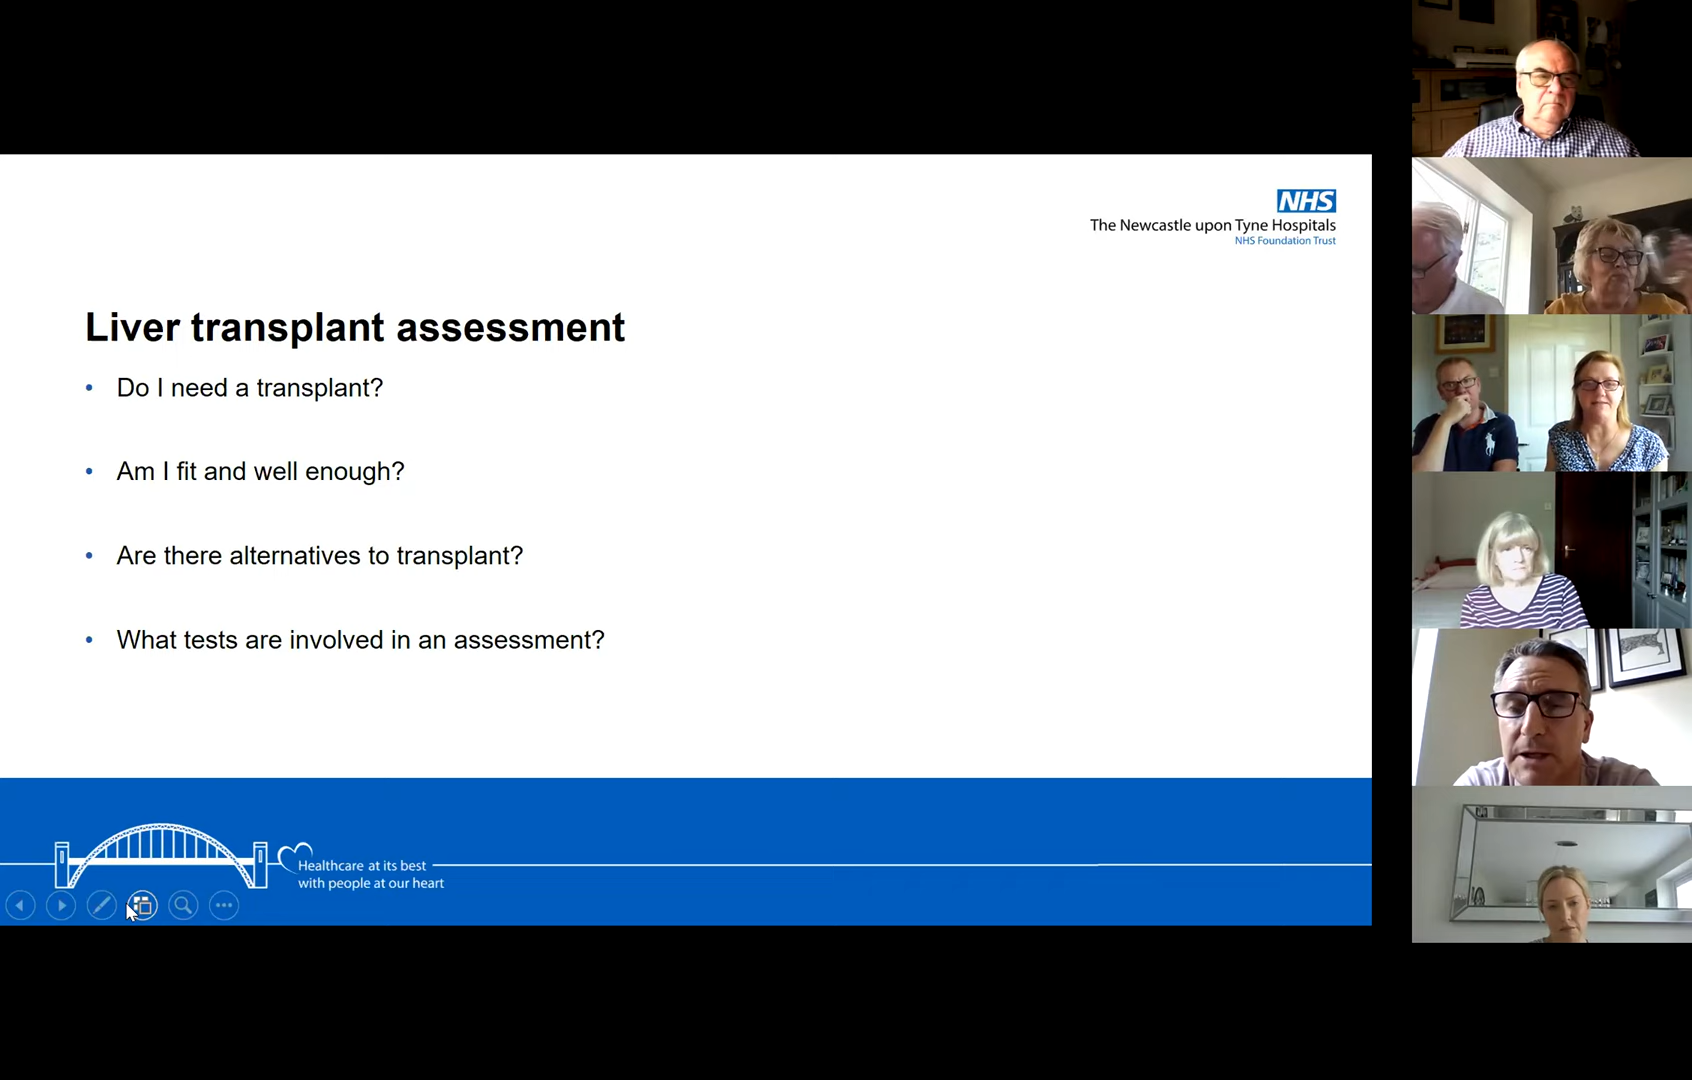 NHS
The Newcastle upon Tyne Hospitals
NHS Foundation Trust
Liver transplant assessment
• Do I need a transplant?
• Am I fit and well enough?
• Are there alternatives to transplant?
• What tests are involved in an assessment?
Healthcare at its best
with people at our heart